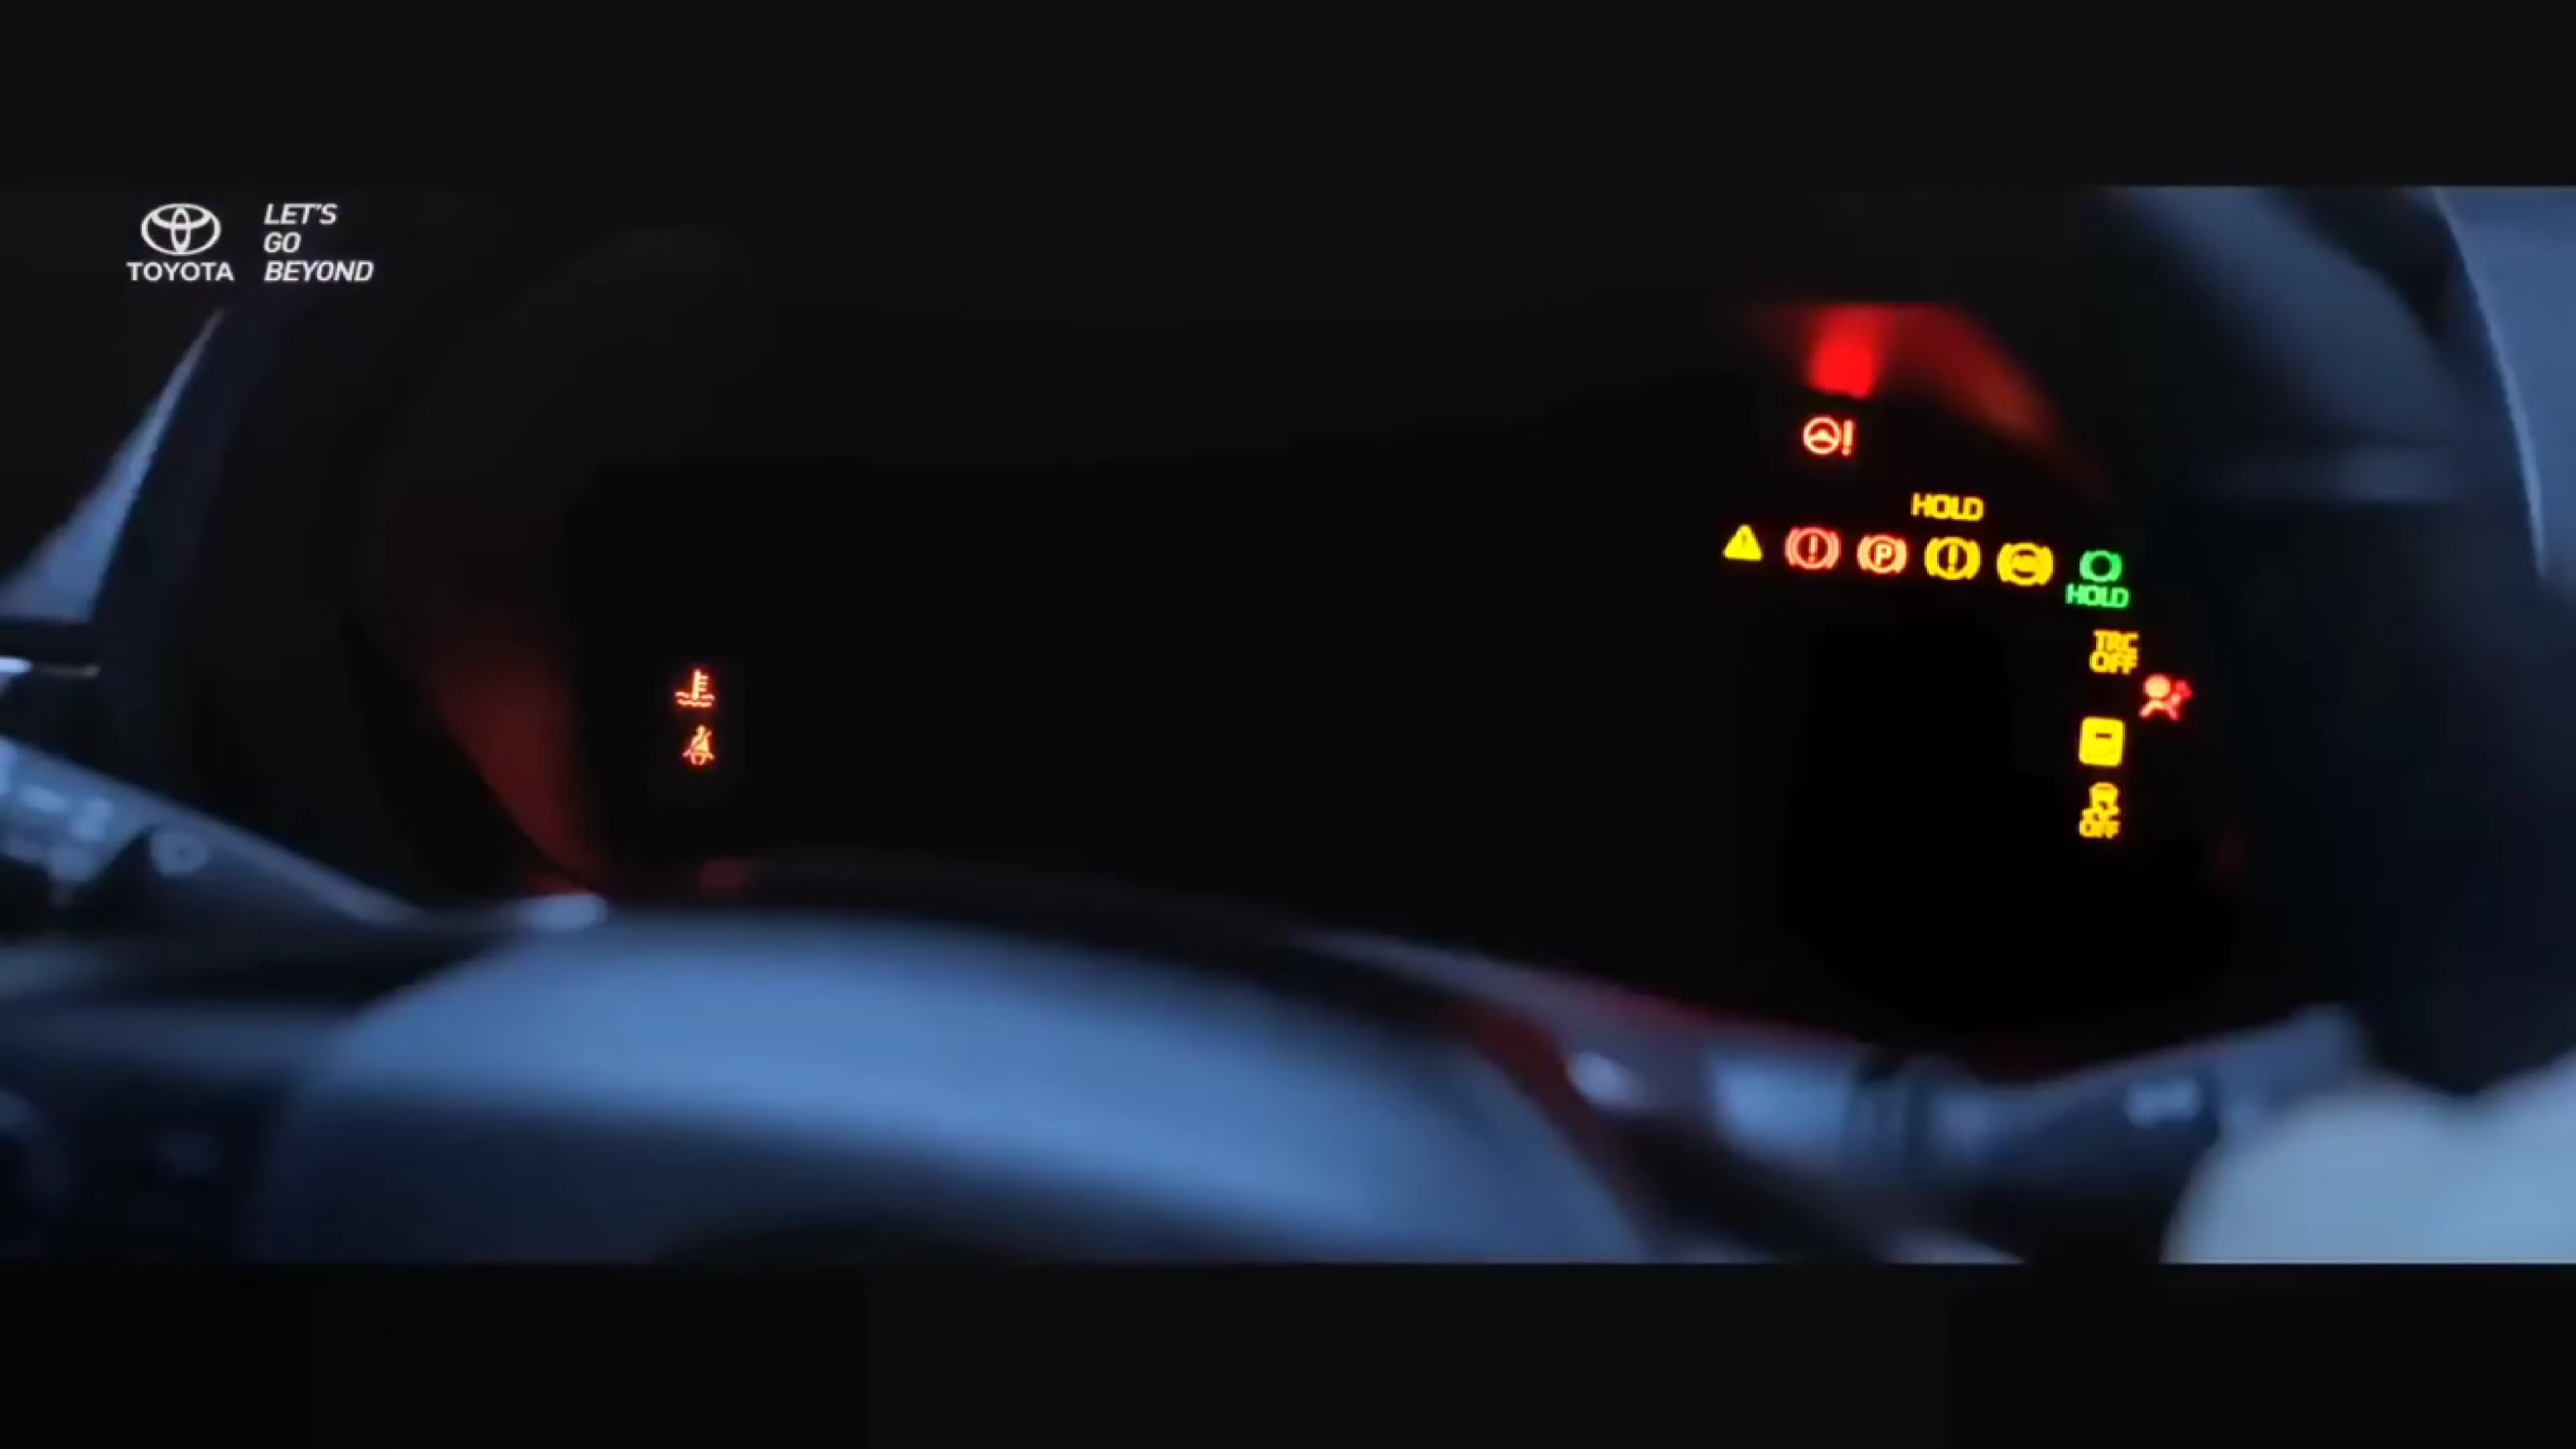 TOYOTA
LET'S
GO
BEYOND
HOLD
P
HOLD
TRC
OFF
OFF